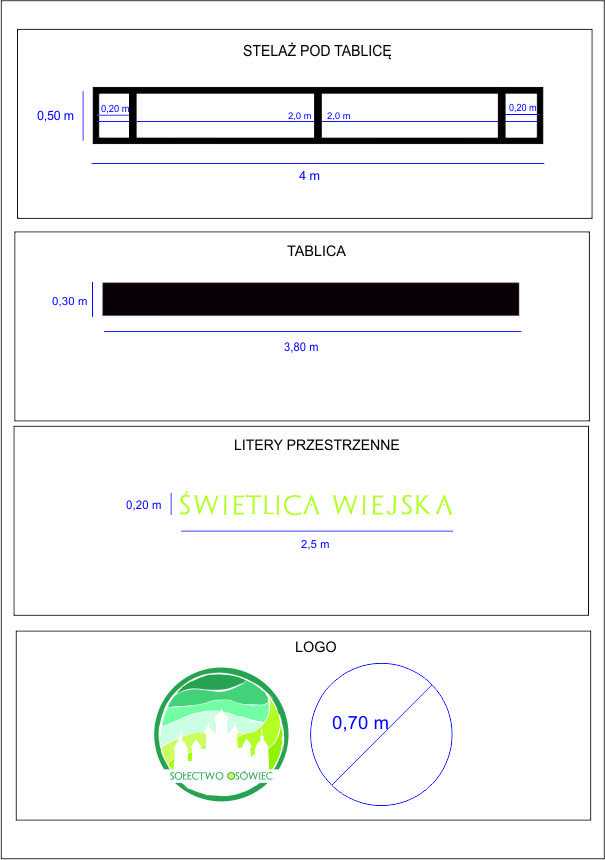 STELAŻ POD TABLICĘ
0,50 m
0,20 m
2,0 m
2,0 m
0,20 m
4 m
TABLICA
0,30 m
3,80 m
LITERY PRZESTRZENNE
0,20 m
ŚWIETLICA WIEJSKA
2,5 m
LOGO
SOŁECTWO OSÓWIEC
0,70 m